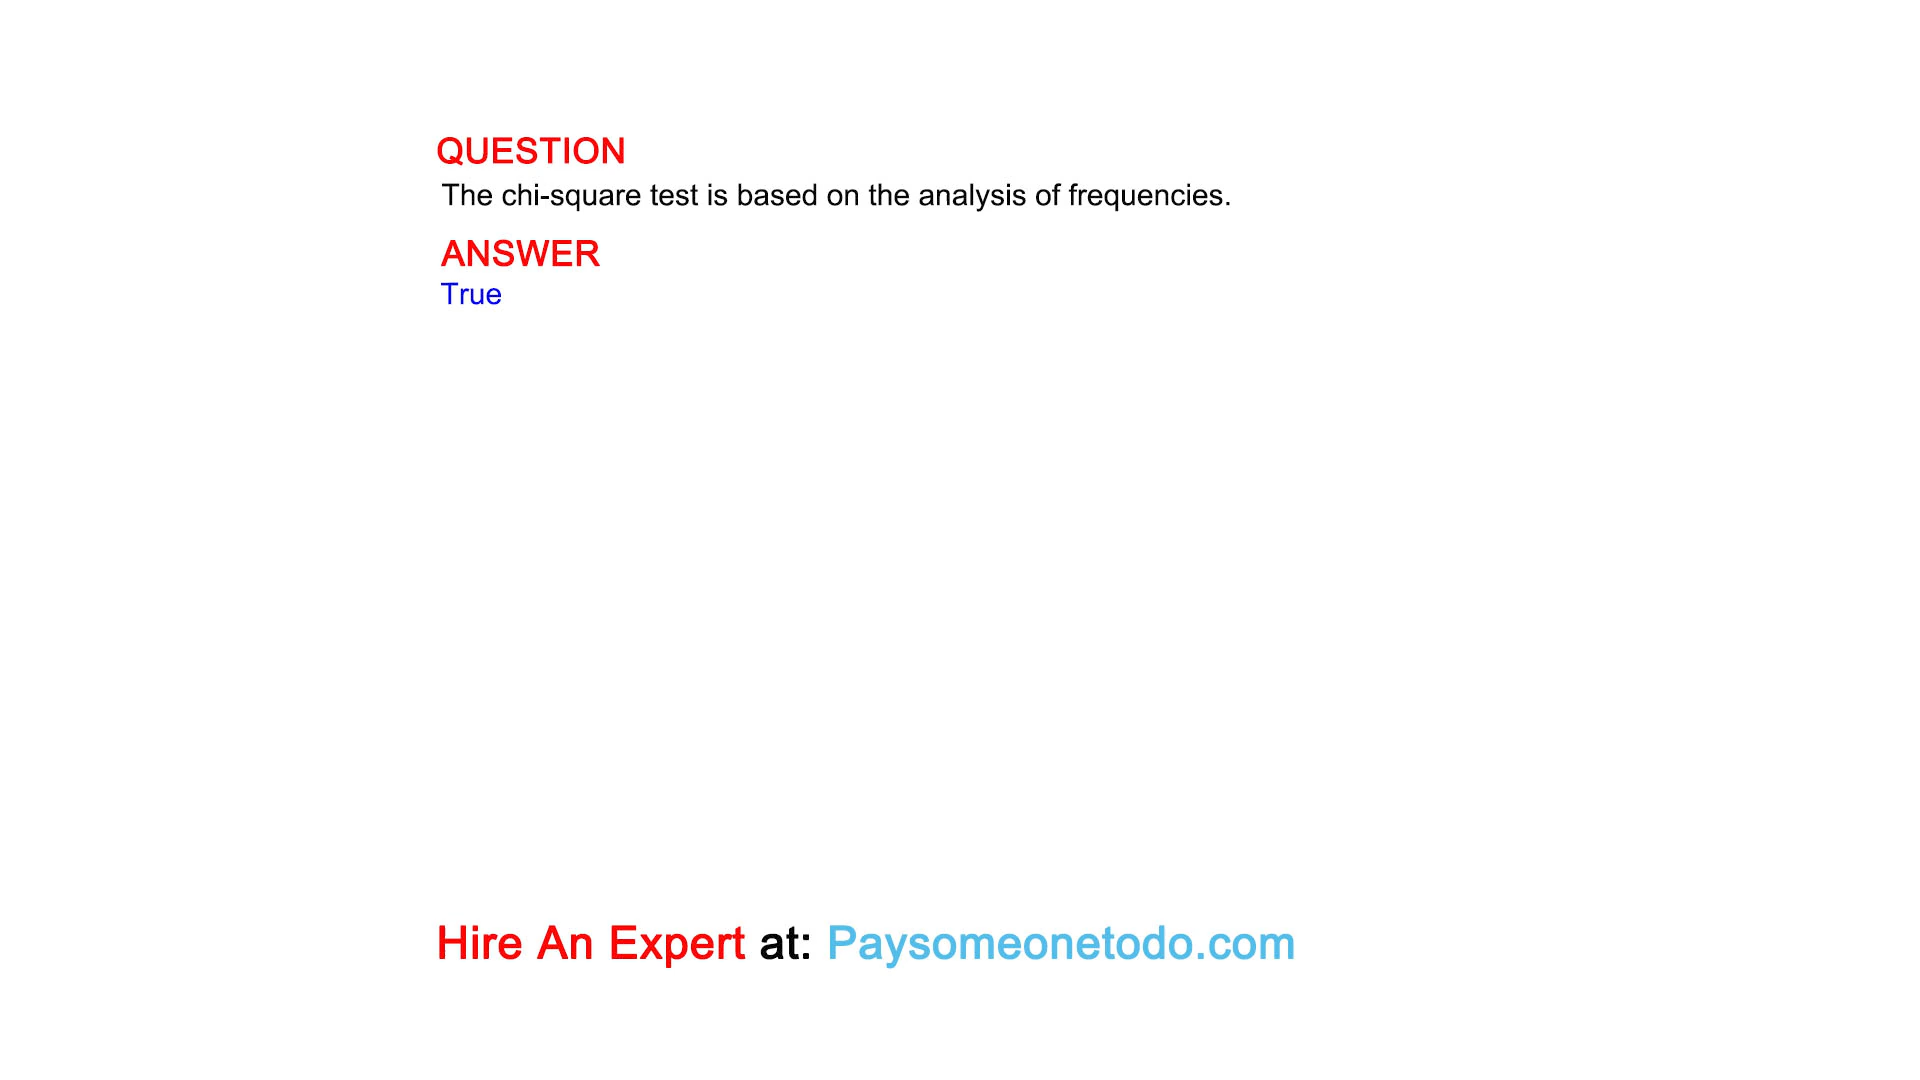 QUESTION
The chi-square test is based on the analysis of frequencies.
ANSWER
True
Hire An Expert at: Paysomeonetodo.com